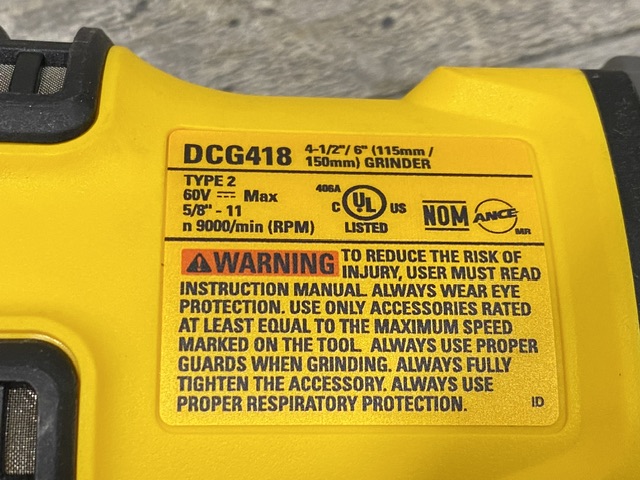 DCG418 4-1/2"/ 6" (115mm /
150mm) GRINDER
TYPE 2
60V ⎓ Max
5/8" - 11
n 9000/min (RPM)
406A
C UL US
LISTED
NOM ANCE
MR
WARNING TO REDUCE THE RISK OF
INJURY, USER MUST READ
INSTRUCTION MANUAL. ALWAYS WEAR EYE
PROTECTION. USE ONLY ACCESSORIES RATED
AT LEAST EQUAL TO THE MAXIMUM SPEED
MARKED ON THE TOOL. ALWAYS USE PROPER
GUARDS WHEN GRINDING. ALWAYS FULLY
TIGHTEN THE ACCESSORY. ALWAYS USE
PROPER RESPIRATORY PROTECTION. ID